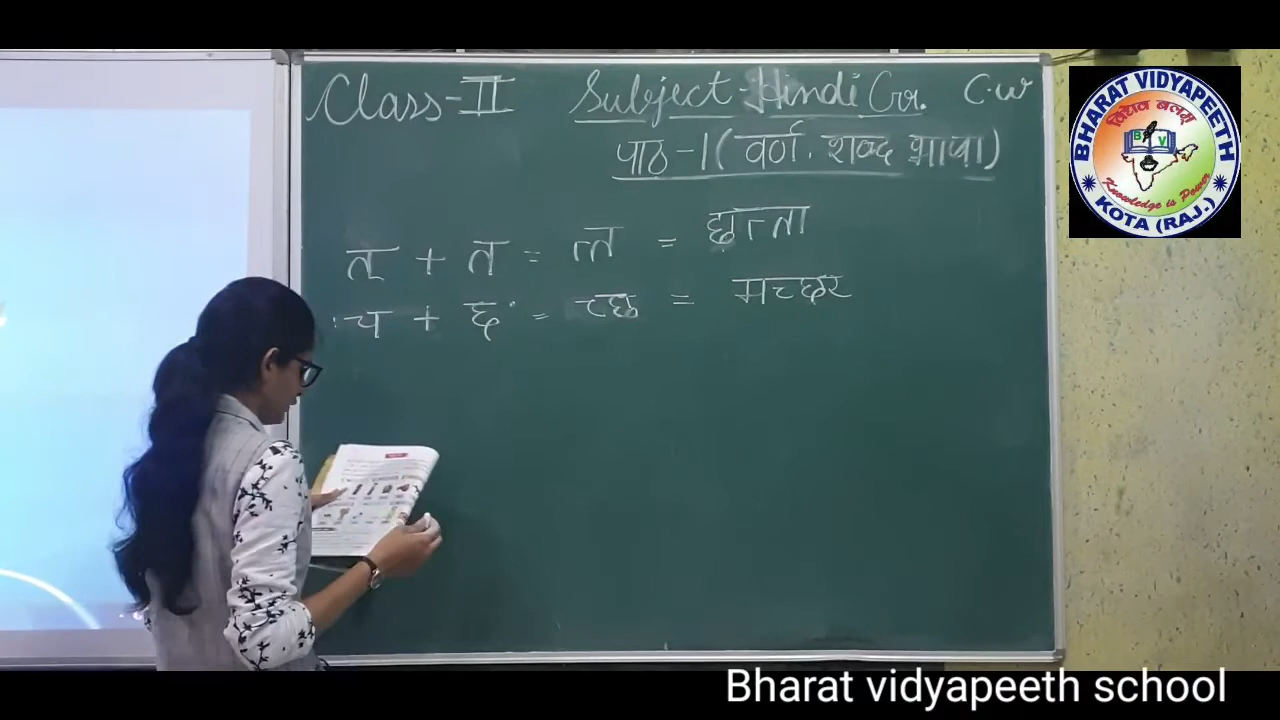 Class-II Subject-Hindi Gr. C.W
पाठ-1 (वर्ण, शब्द भाषा)
त् + त = त्त = छत्ता
च + छ = च्छ = मच्छर
BHARAT VIDYAPEETH
विद्यैव बलम्
B V
Knowledge is Power
KOTA (RAJ.)
Bharat vidyapeeth school